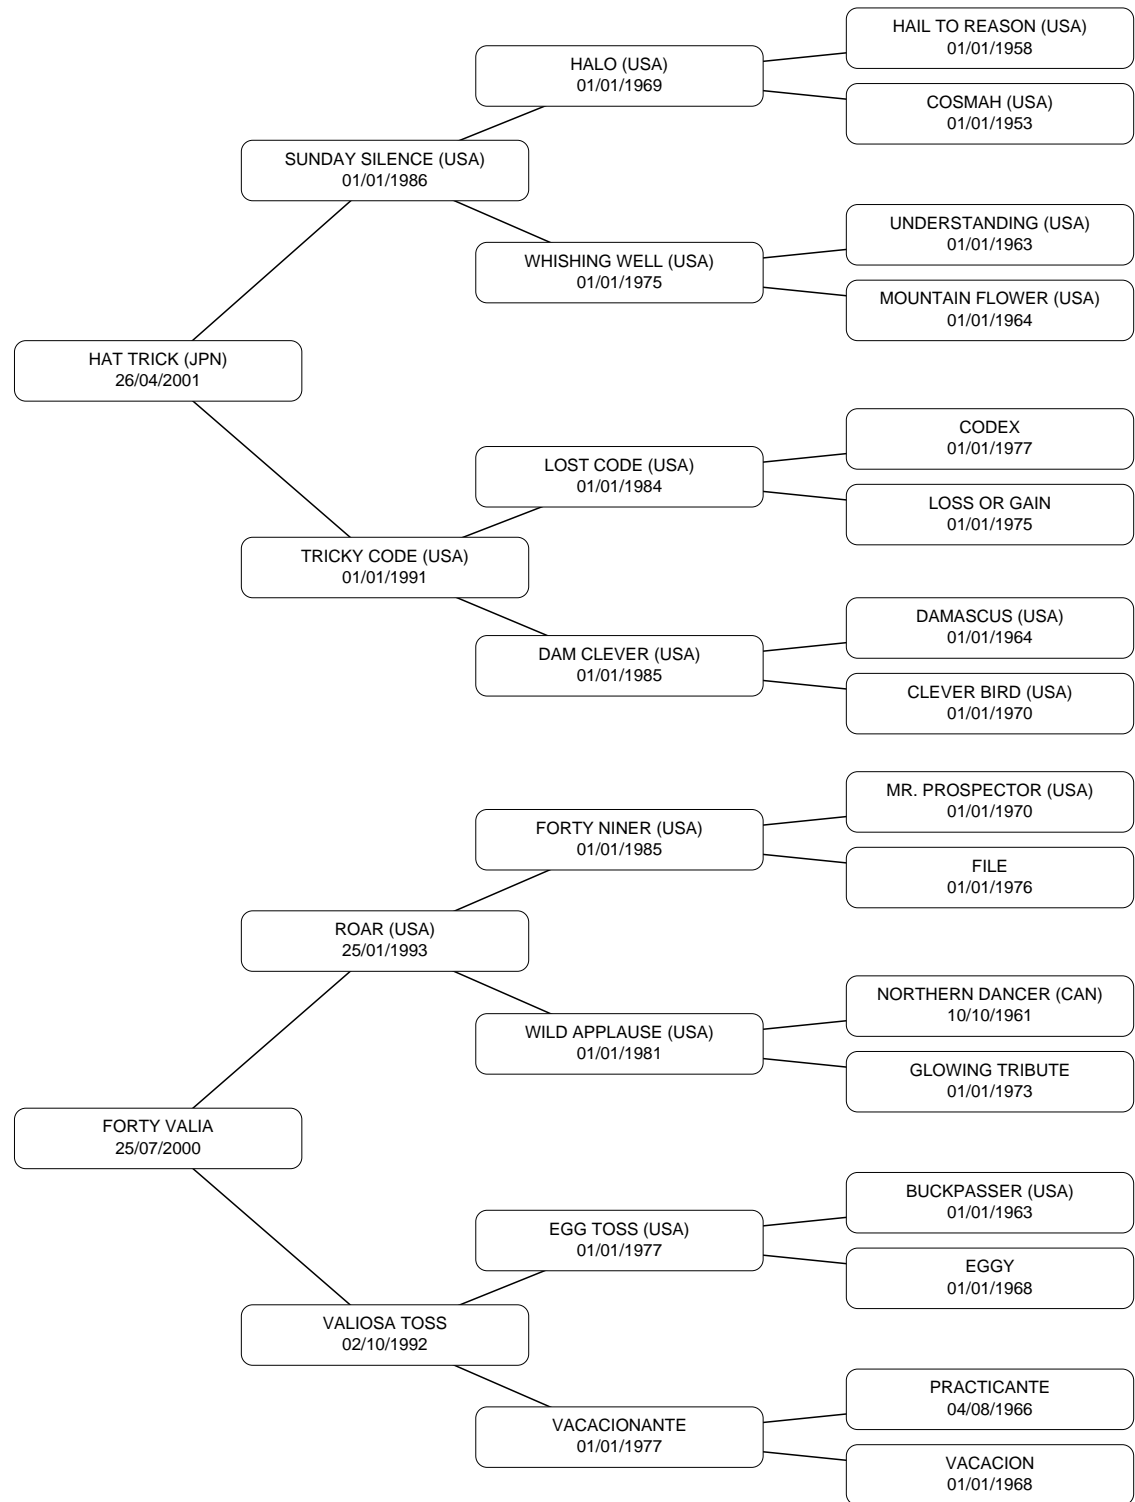 HAIL TO REASON (USA)
01/01/1958
HALO (USA)
01/01/1969
COSMAH (USA)
01/01/1953
SUNDAY SILENCE (USA)
01/01/1986
UNDERSTANDING (USA)
01/01/1963
WHISHING WELL (USA)
01/01/1975
MOUNTAIN FLOWER (USA)
01/01/1964
HAT TRICK (JPN)
26/04/2001
CODEX
01/01/1977
LOST CODE (USA)
01/01/1984
LOSS OR GAIN
01/01/1975
TRICKY CODE (USA)
01/01/1991
DAMASCUS (USA)
01/01/1964
DAM CLEVER (USA)
01/01/1985
CLEVER BIRD (USA)
01/01/1970
MR. PROSPECTOR (USA)
01/01/1970
FORTY NINER (USA)
01/01/1985
FILE
01/01/1976
ROAR (USA)
25/01/1993
NORTHERN DANCER (CAN)
10/10/1961
WILD APPLAUSE (USA)
01/01/1981
GLOWING TRIBUTE
01/01/1973
FORTY VALIA
25/07/2000
BUCKPASSER (USA)
01/01/1963
EGG TOSS (USA)
01/01/1977
EGGY
01/01/1968
VALIOSA TOSS
02/10/1992
PRACTICANTE
04/08/1966
VACACIONANTE
01/01/1977
VACACION
01/01/1968